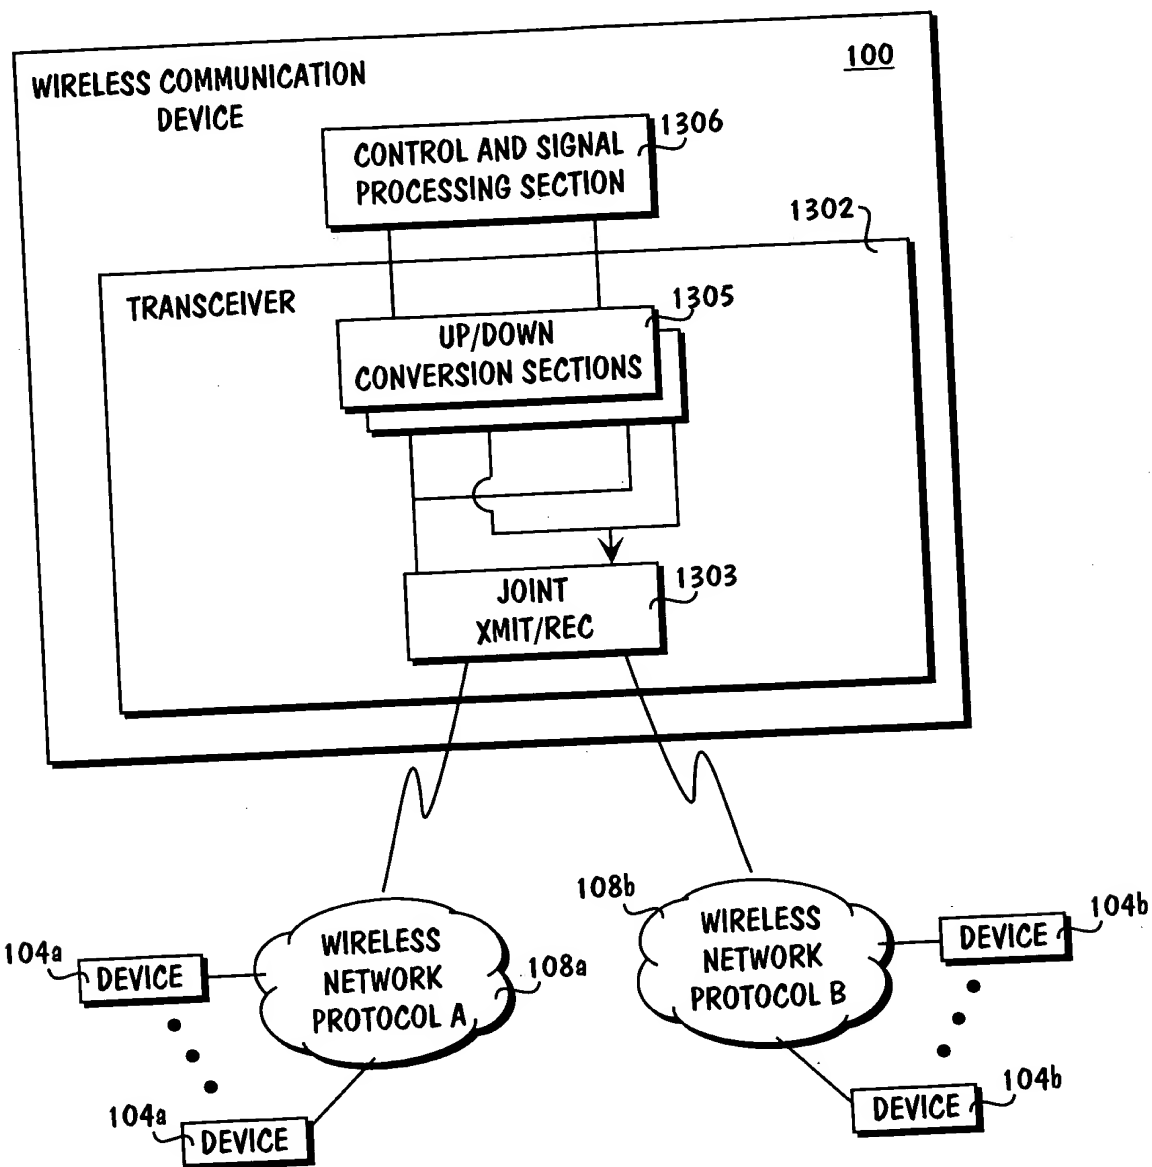 WIRELESS COMMUNICATION
DEVICE
100
CONTROL AND SIGNAL
PROCESSING SECTION
1306
1302
TRANSCEIVER
1305
UP/DOWN
CONVERSION SECTIONS
JOINT
XMIT/REC
1303
108b
WIRELESS
NETWORK
PROTOCOL B
104b
DEVICE
104a
DEVICE
WIRELESS
NETWORK
PROTOCOL A
108a
104a
DEVICE
DEVICE
104b